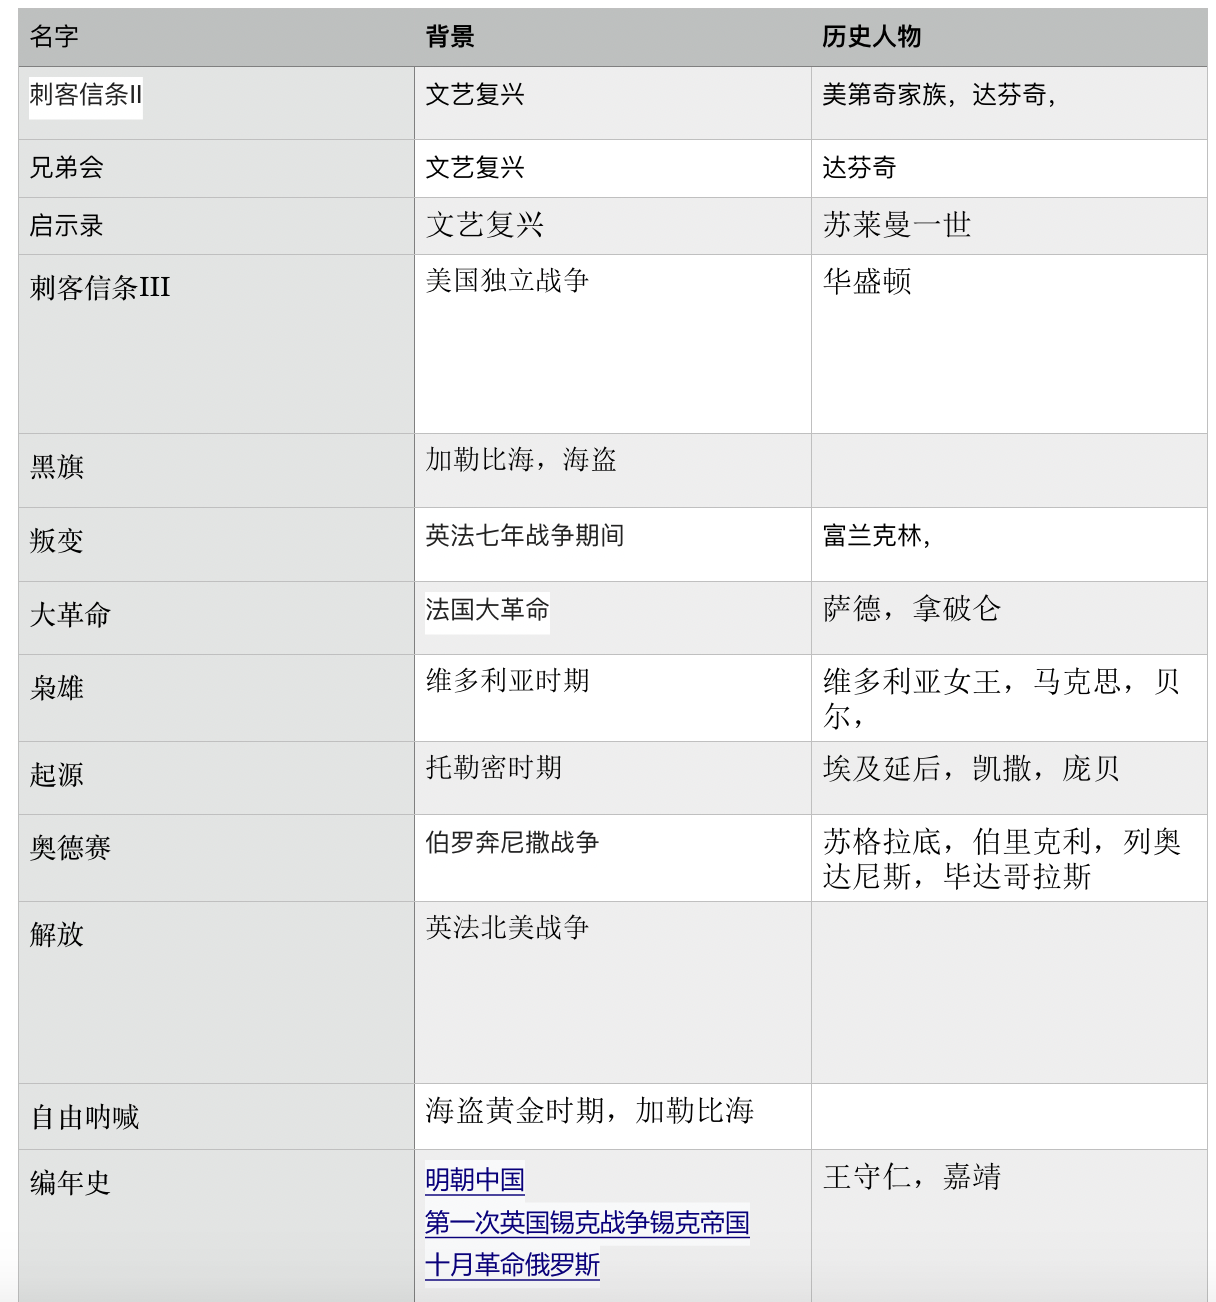 名字 背景 历史人物
刺客信条II 文艺复兴 美第奇家族，达芬奇，
兄弟会 文艺复兴 达芬奇
启示录 文艺复兴 苏莱曼一世
刺客信条III 美国独立战争 华盛顿
黑旗 加勒比海，海盗
叛变 英法七年战争期间 富兰克林，
大革命 法国大革命 萨德，拿破仑
枭雄 维多利亚时期 维多利亚女王，马克思，贝
尔，
起源 托勒密时期 埃及延后，凯撒，庞贝
奥德赛 伯罗奔尼撒战争 苏格拉底，伯里克利，列奥
达尼斯，毕达哥拉斯
解放 英法北美战争
自由呐喊 海盗黄金时期，加勒比海
编年史 明朝中国 王守仁，嘉靖
第一次英国锡克战争锡克帝国
十月革命俄罗斯